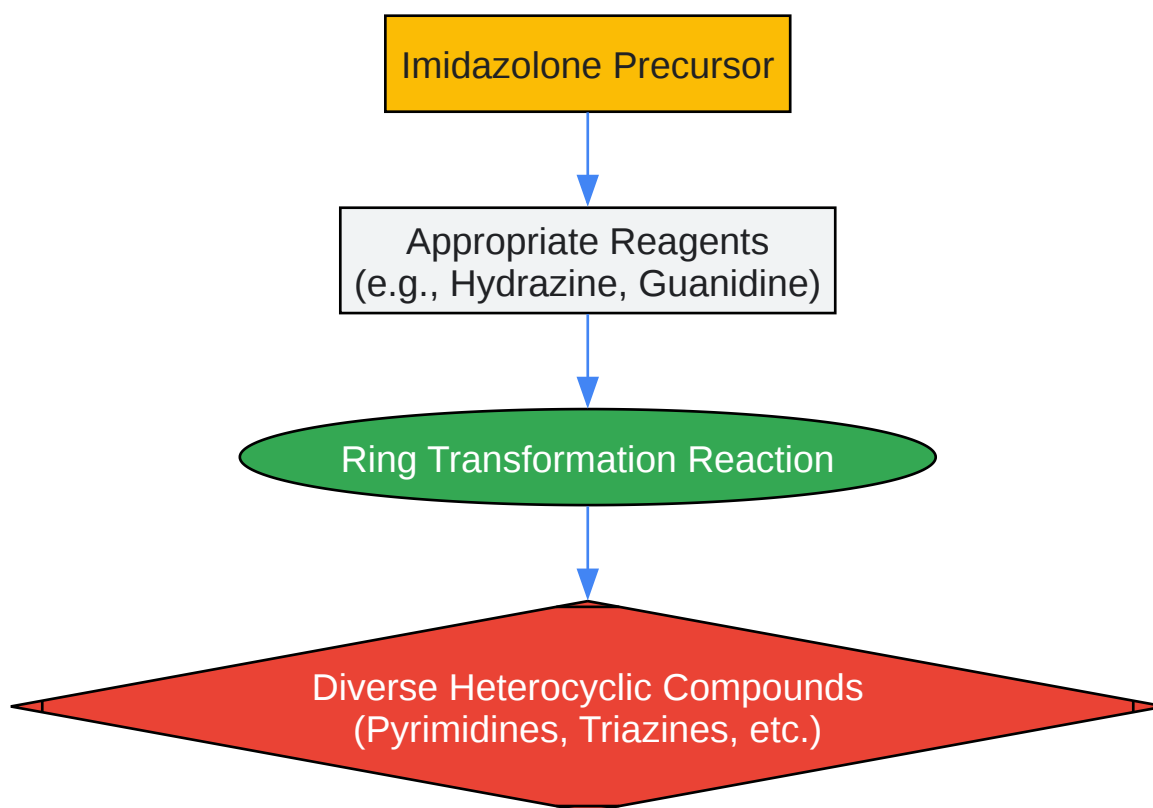 Imidazolone Precursor
Appropriate Reagents
(e.g., Hydrazine, Guanidine)
Ring Transformation Reaction
Diverse Heterocyclic Compounds
(Pyrimidines, Triazines, etc.)